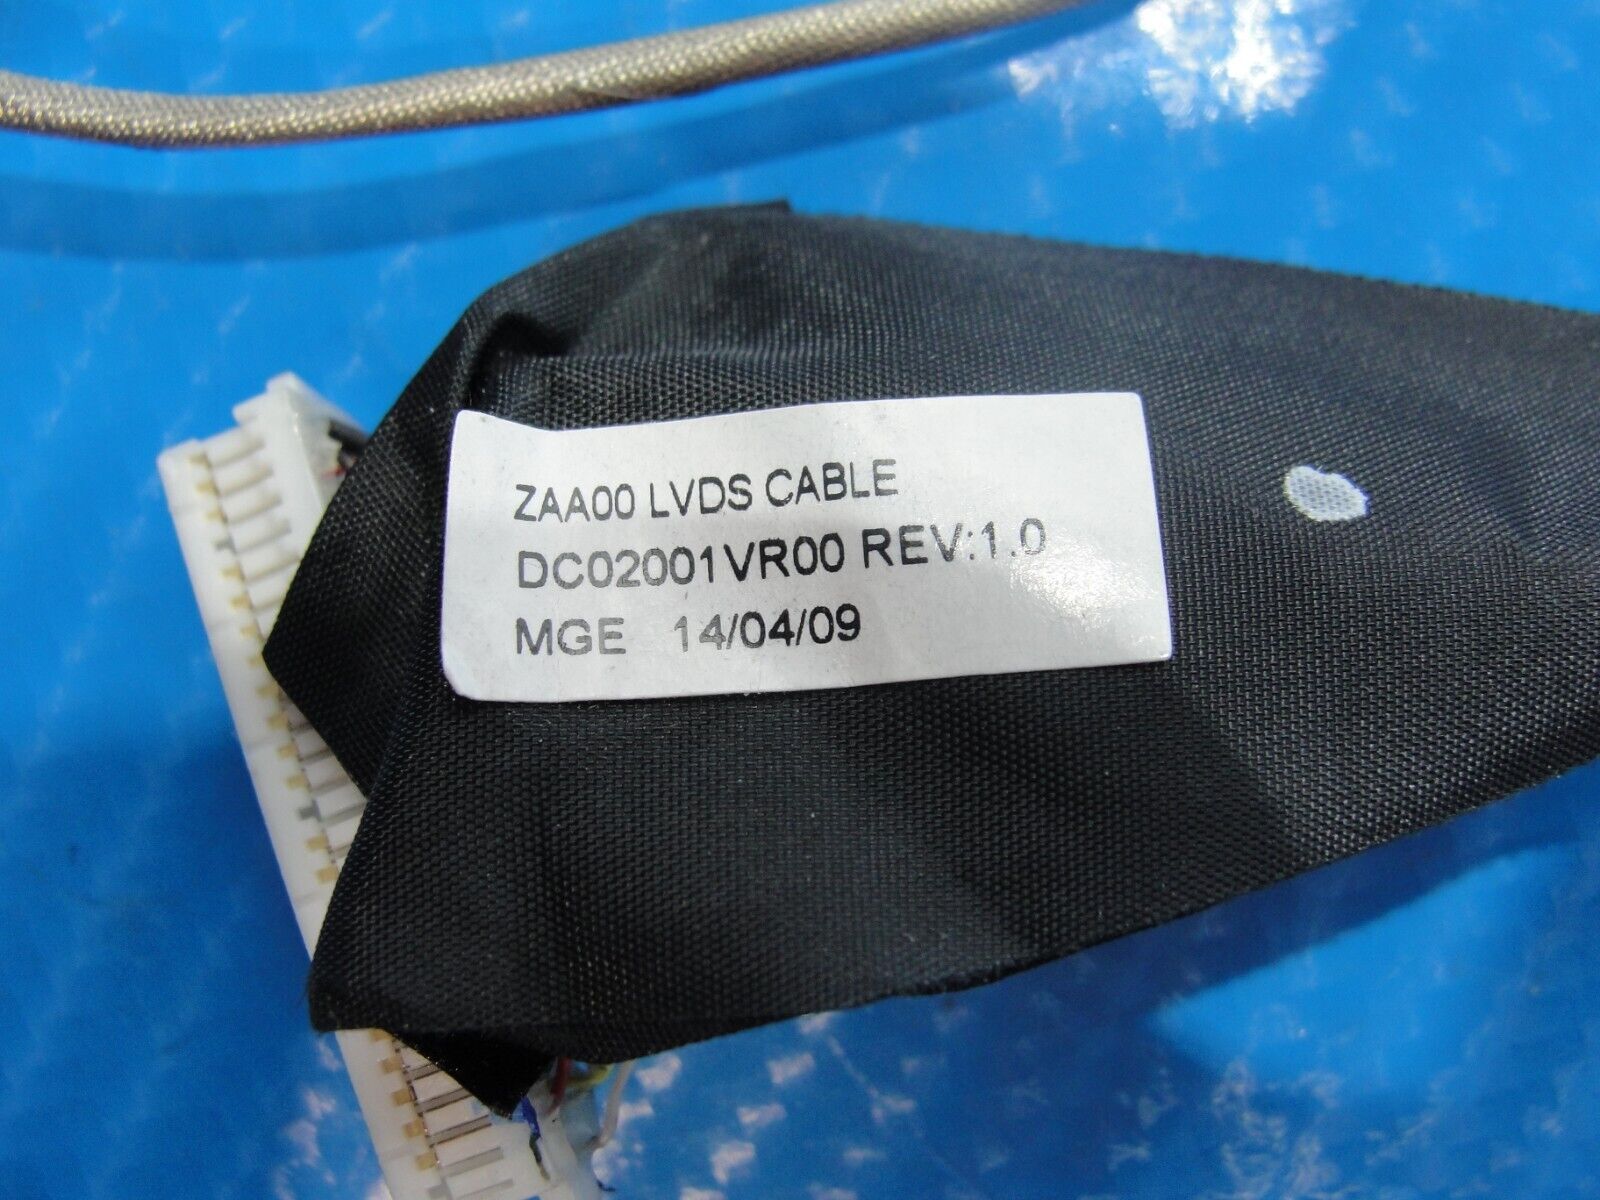 ZAA00 LVDS CABLE
DC02001VR00 REV:1.0
MGE 14/04/09